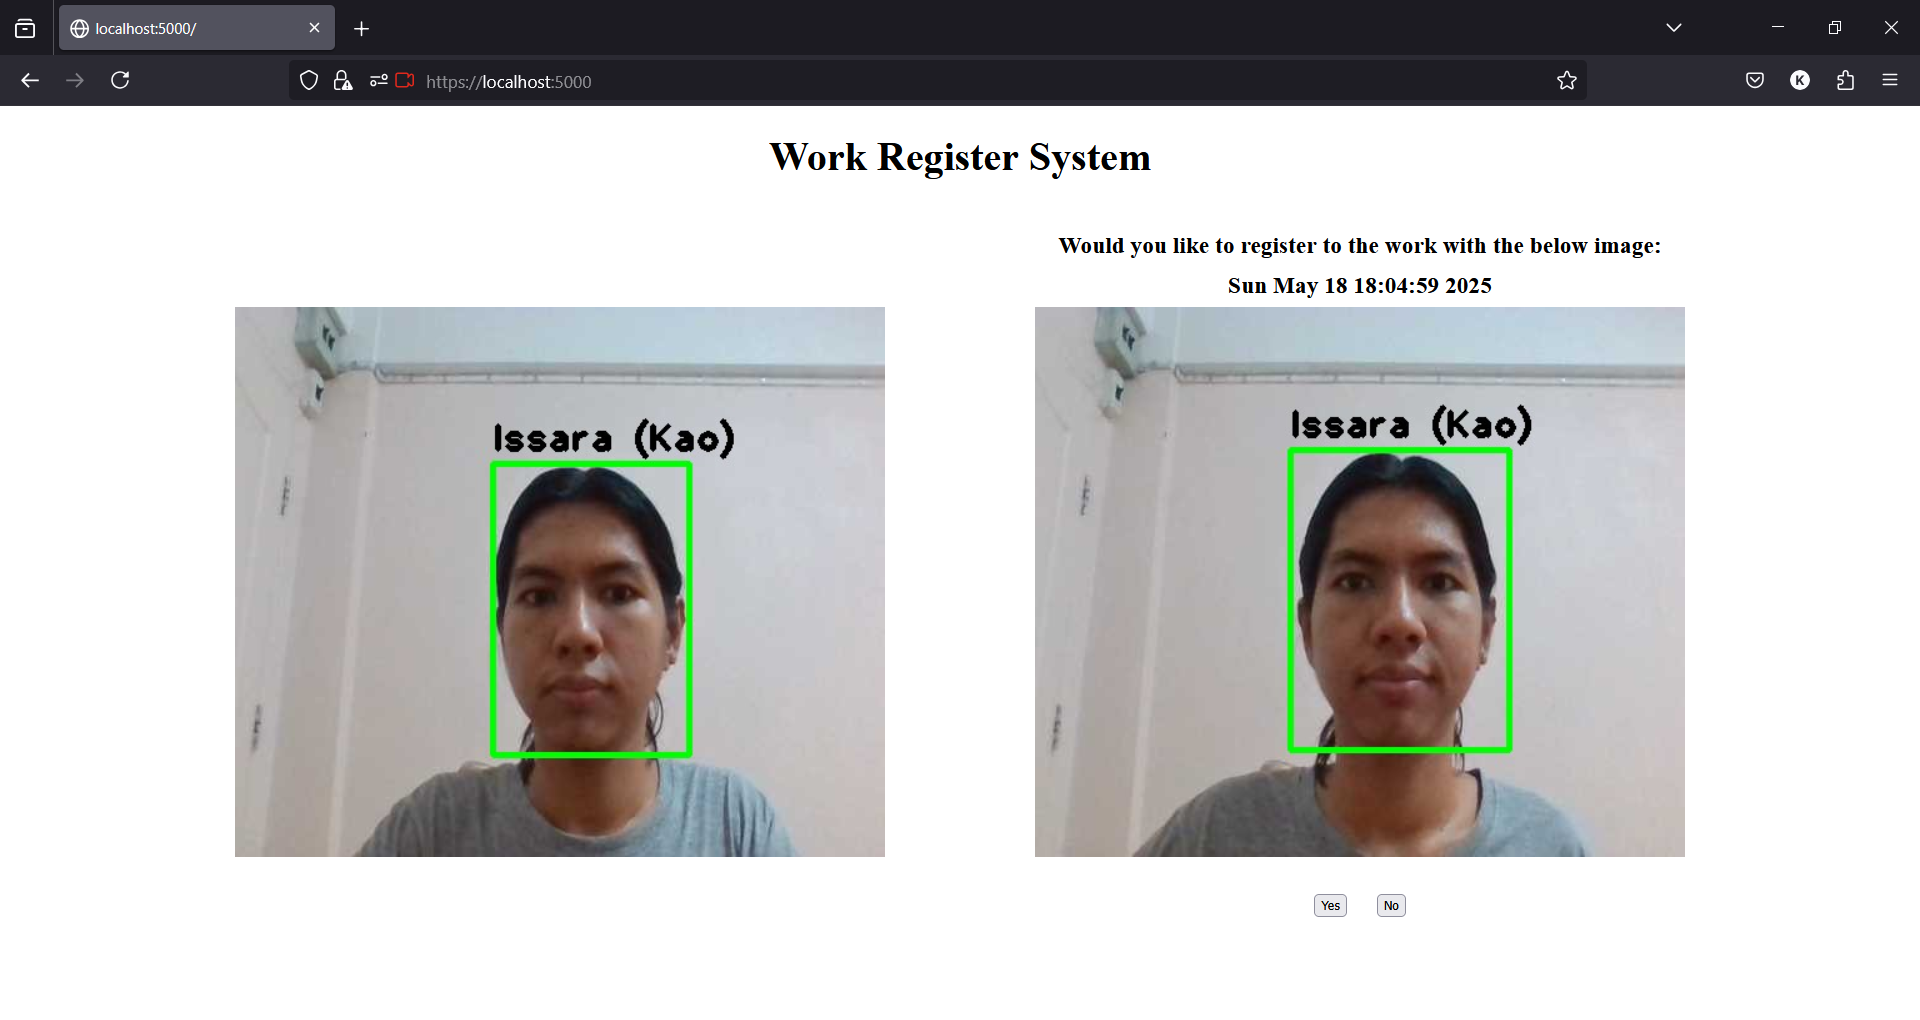 localhost:5000/
https://localhost:5000
K
Work Register System
Would you like to register to the work with the below image:
Sun May 18 18:04:59 2025
Issara (Kao)
Issara (Kao)
Yes
No